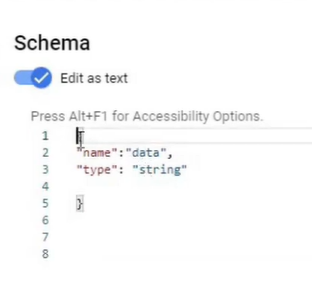 Schema
Edit as text
Press Alt+F1 for Accessibility Options.
1
2 "name":"data",
3 "type": "string"
4
5 }
6
7
8